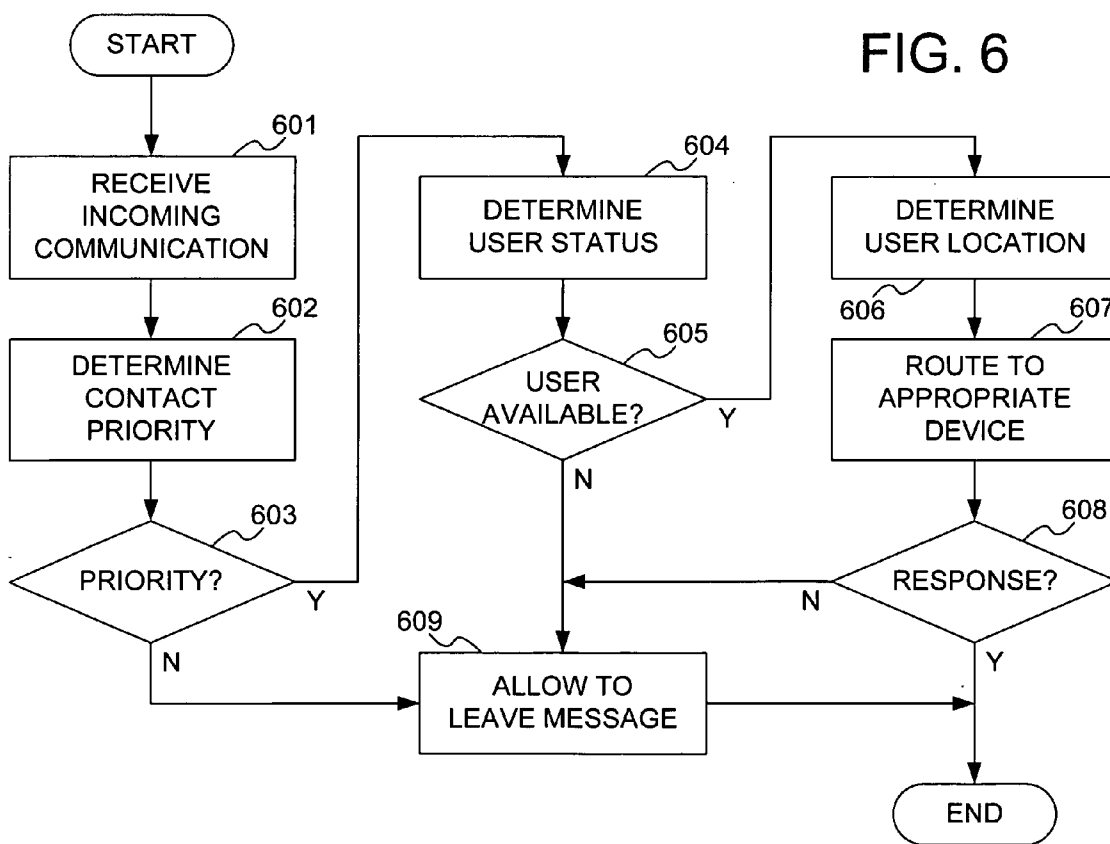 FIG. 6
START
601
RECEIVE
INCOMING
COMMUNICATION
602
DETERMINE
CONTACT
PRIORITY
603
PRIORITY?
Y
N
604
DETERMINE
USER STATUS
605
USER
AVAILABLE?
Y
N
DETERMINE
USER LOCATION
606
607
ROUTE TO
APPROPRIATE
DEVICE
608
RESPONSE?
N
Y
609
ALLOW TO
LEAVE MESSAGE
END